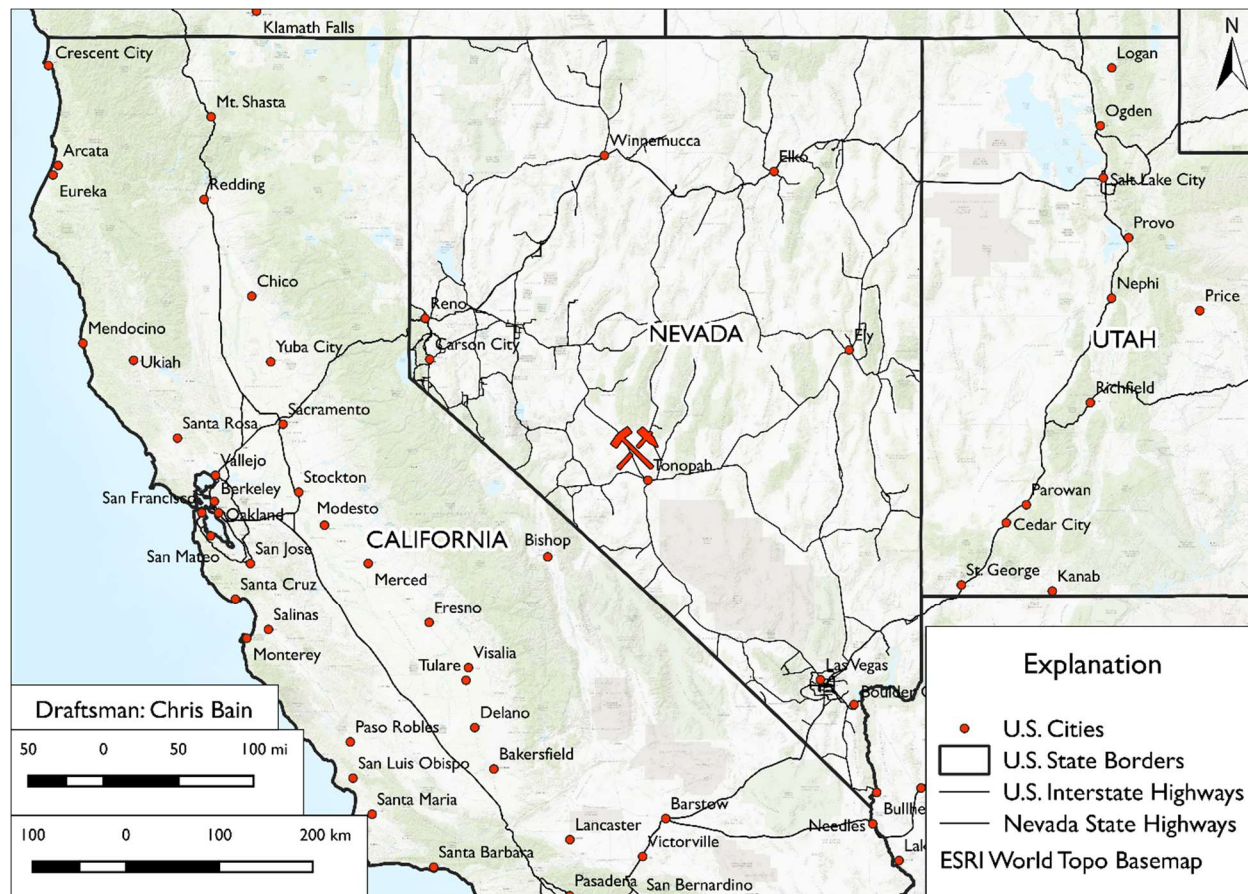 Klamath Falls
Crescent City
Logan
N
Mt. Shasta
Ogden
Winnemucca
Elko
Arcata
Eureka
Redding
Salt Lake City
Provo
Chico
Nephi
Price
Reno
Mendocino
NEVADA
Ely
UTAH
Carson City
Yuba City
Ukiah
Richfield
Sacramento
Santa Rosa
Vallejo
Tonopah
Stockton
Berkeley
San Francisco
Oakland
Modesto
Parowan
Cedar City
CALIFORNIA
Bishop
San Jose
San Mateo
Merced
St. George
Kanab
Santa Cruz
Fresno
Salinas
Monterey
Visalia
Tulare
Las Vegas
Boulder
Explanation
Draftsman: Chris Bain
Delano
Paso Robles
U.S. Cities
50 0 50 100 mi
Bakersfield
U.S. State Borders
San Luis Obispo
U.S. Interstate Highways
Santa Maria
Barstow
Bullhe
Nevada State Highways
100 0 100 200 km
Lancaster
Needles
Victorville
Santa Barbara
Lak
ESRI World Topo Basemap
Pasadena
San Bernardino